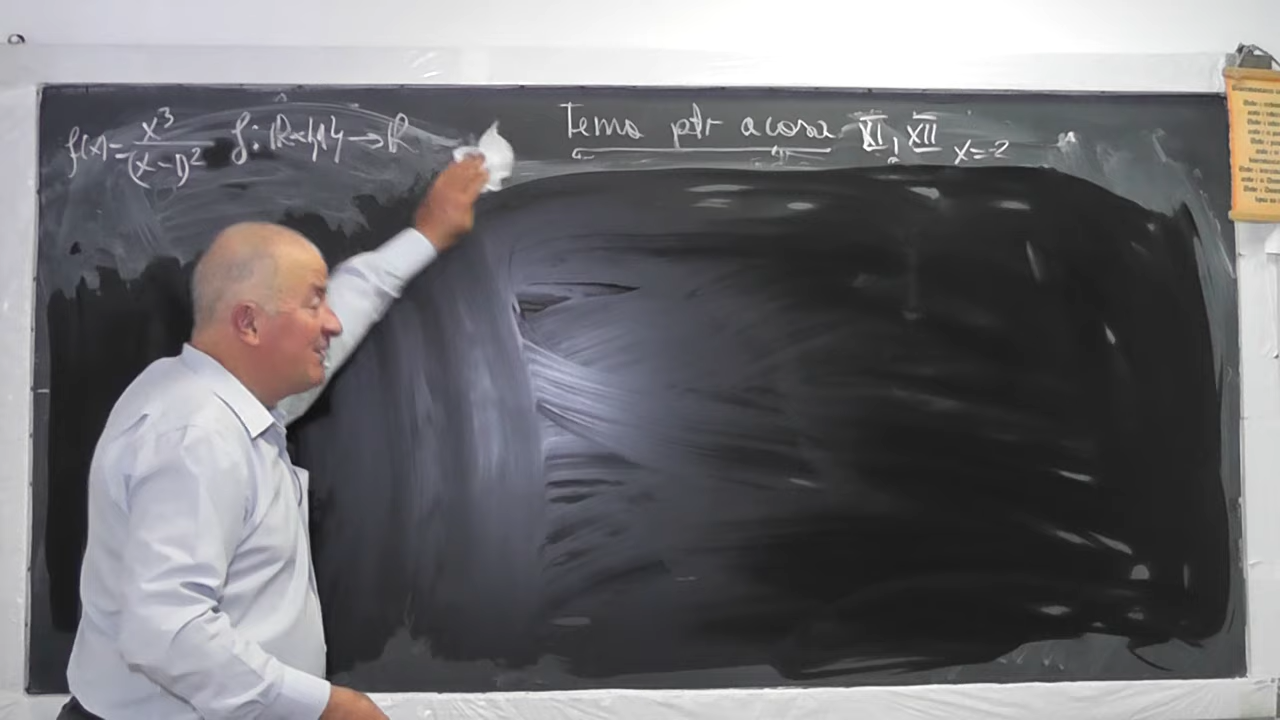 f(x)=x³/(x-1)² f: R\{1} → R
Tema ptr acasa XI, XII x=-2